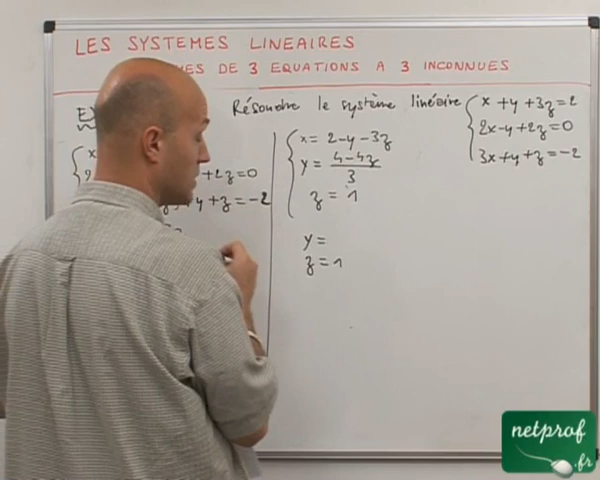 LES SYSTEMES LINEAIRES
MES DE 3 EQUATIONS A 3 INCONNUES
Résoudre le système linéaire { x + y + 3z = 2
2x - y + 2z = 0
3x + y + z = -2
+ 2z = 0
+ y + z = -2
x = 2 - y - 3z
y = (4 - 4z)/3
z = 1
y =
z = 1
netprof
.fr